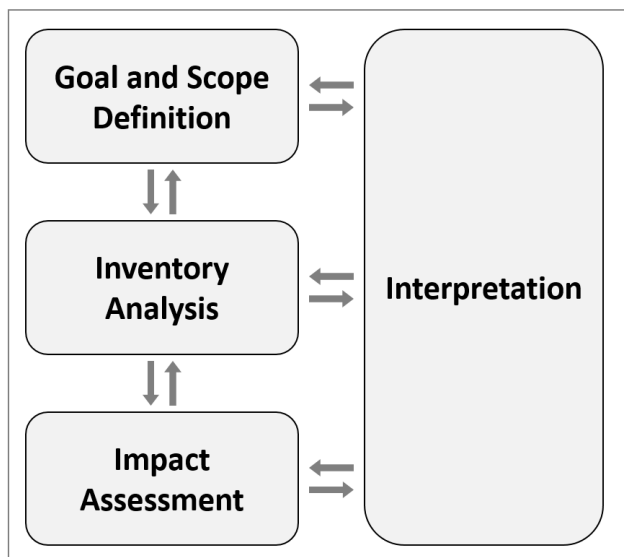 Goal and Scope
Definition
Inventory
Analysis
Interpretation
Impact
Assessment